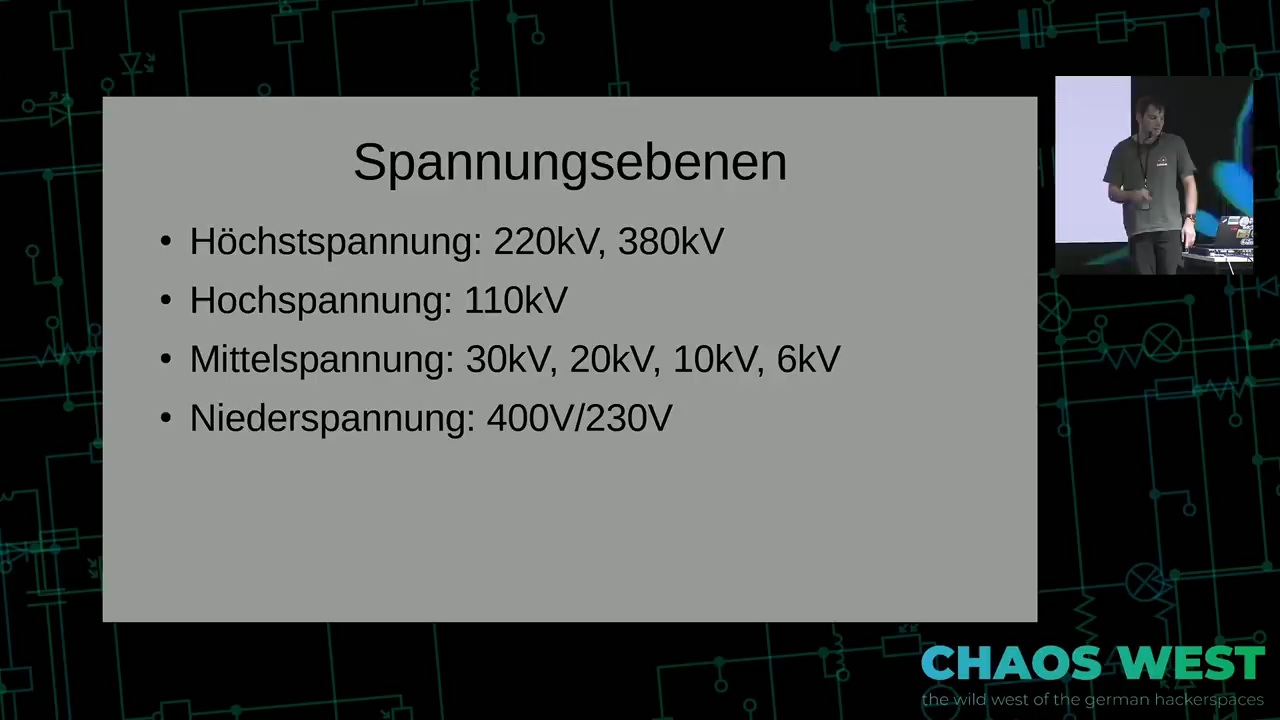 Spannungsebenen
• Höchstspannung: 220kV, 380kV
• Hochspannung: 110kV
• Mittelspannung: 30kV, 20kV, 10kV, 6kV
• Niederspannung: 400V/230V
CHAOS WEST
the wild west of the german hackerspaces